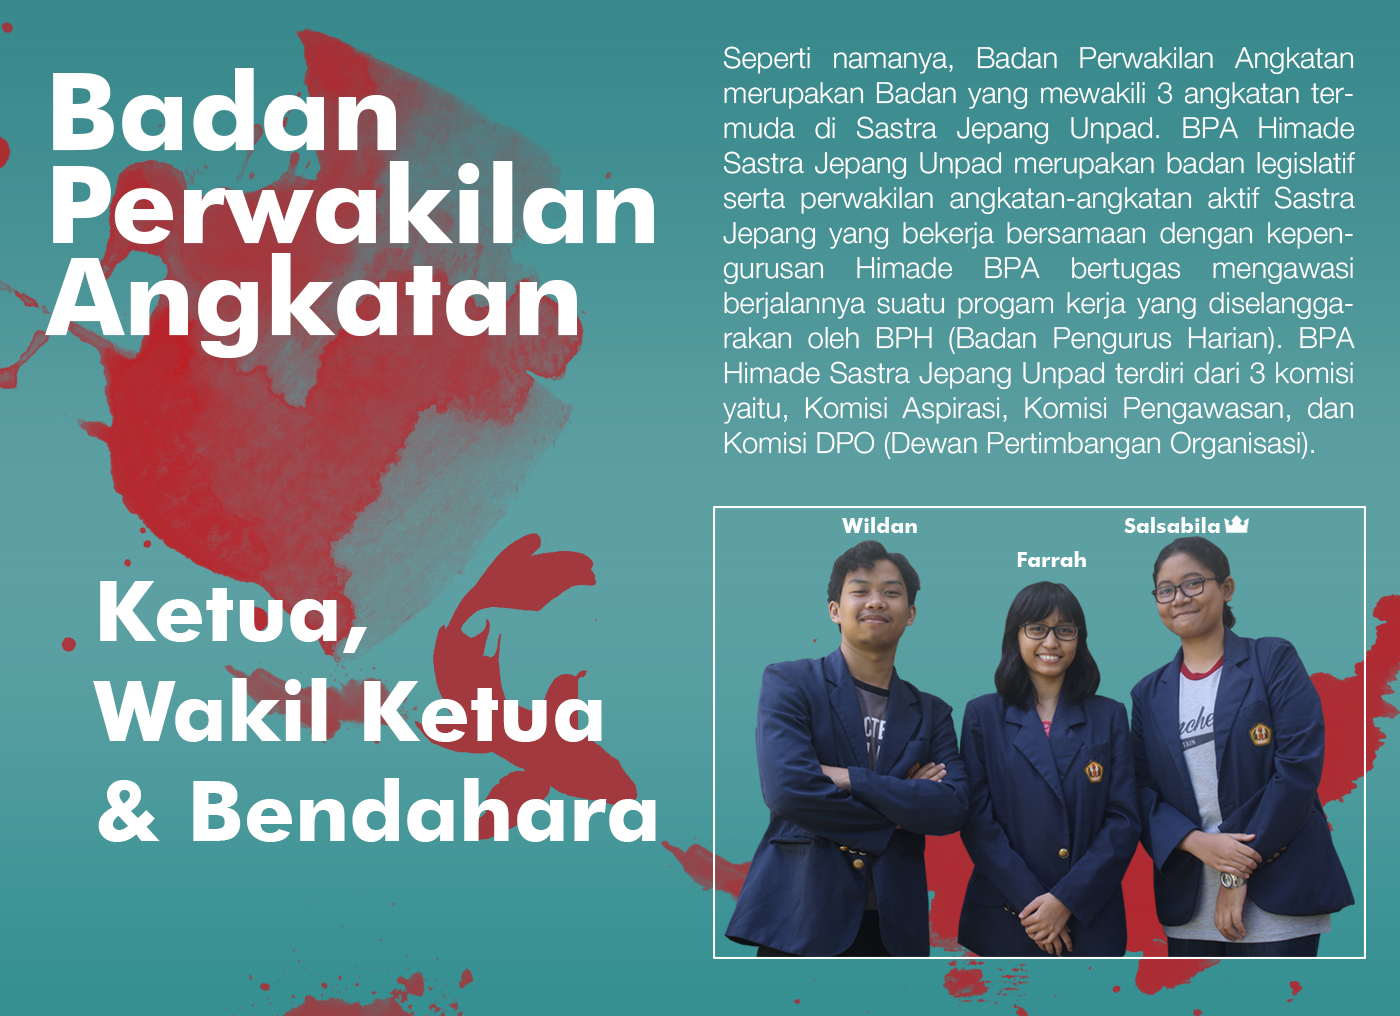 Badan
Perwakilan
Angkatan
Ketua,
Wakil Ketua
& Bendahara
Seperti namanya, Badan Perwakilan Angkatan
merupakan Badan yang mewakili 3 angkatan ter-
muda di Sastra Jepang Unpad. BPA Himade
Sastra Jepang Unpad merupakan badan legislatif
serta perwakilan angkatan-angkatan aktif Sastra
Jepang yang bekerja bersamaan dengan kepen-
gurusan Himade BPA bertugas mengawasi
berjalannya suatu progam kerja yang diselangga-
rakan oleh BPH (Badan Pengurus Harian). BPA
Himade Sastra Jepang Unpad terdiri dari 3 komisi
yaitu, Komisi Aspirasi, Komisi Pengawasan, dan
Komisi DPO (Dewan Pertimbangan Organisasi).
Wildan
Farrah
Salsabila